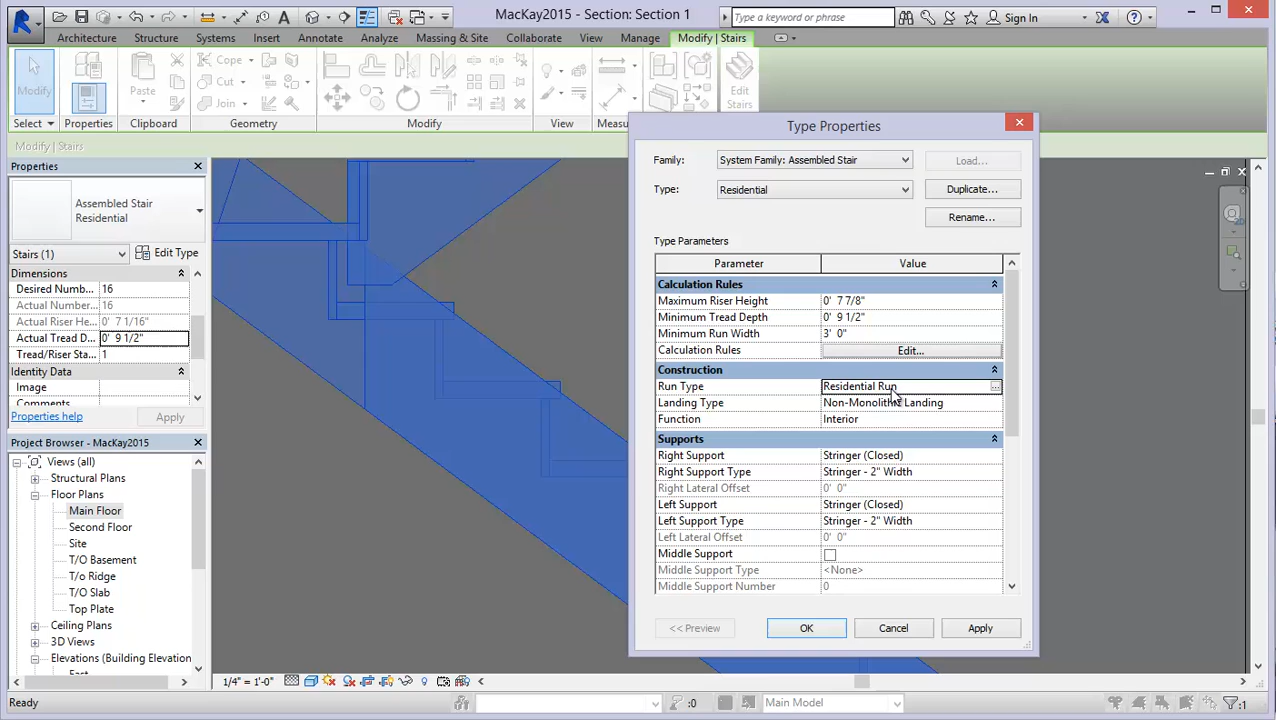 MacKay2015 - Section: Section 1
Type a keyword or phrase
Sign In
Architecture Structure Systems Insert Annotate Analyze Massing & Site Collaborate View Manage Modify | Stairs
Modify
Properties
Paste
Cope
Cut
Join
Edit
Stairs
Select
Properties
Clipboard
Geometry
Modify
View
Measu
Modify | Stairs
Properties
Assembled Stair
Residential
Stairs (1)
Edit Type
Dimensions
Desired Numb... 16
Actual Number... 16
Actual Riser He... 0' 7 1/16"
Actual Tread D... 0' 9 1/2"
Tread/Riser Sta... 1
Identity Data
Image
Comments
Properties help
Apply
Project Browser - MacKay2015
Views (all)
Structural Plans
Floor Plans
Main Floor
Second Floor
Site
T/O Basement
T/o Ridge
T/O Slab
Top Plate
Ceiling Plans
3D Views
Elevations (Building Elevation)
East
Type Properties
Family:
System Family: Assembled Stair
Load...
Type:
Residential
Duplicate...
Rename...
Type Parameters
Parameter Value
Calculation Rules
Maximum Riser Height 0' 7 7/8"
Minimum Tread Depth 0' 9 1/2"
Minimum Run Width 3' 0"
Calculation Rules Edit...
Construction
Run Type Residential Run
Landing Type Non-Monolithic Landing
Function Interior
Supports
Right Support Stringer (Closed)
Right Support Type Stringer - 2" Width
Right Lateral Offset 0' 0"
Left Support Stringer (Closed)
Left Support Type Stringer - 2" Width
Left Lateral Offset 0' 0"
Middle Support
Middle Support Type <None>
Middle Support Number 0
<< Preview
OK
Cancel
Apply
1/4" = 1'-0"
Ready
:0
Main Model
:1